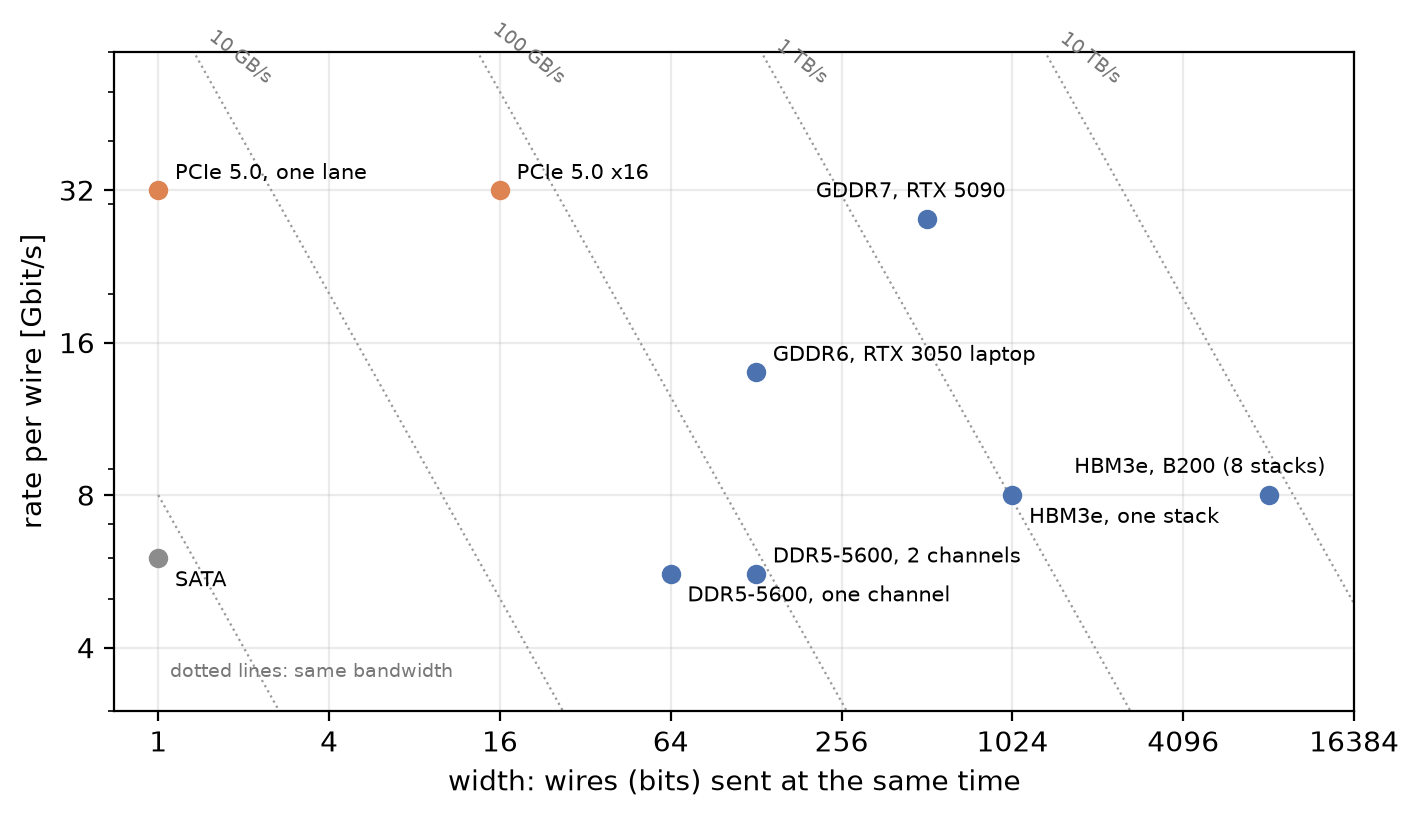 10 GB/s
100 GB/s
1 TB/s
10 TB/s
PCIe 5.0, one lane
PCIe 5.0 x16
GDDR7, RTX 5090
32
rate per wire [Gbit/s]
GDDR6, RTX 3050 laptop
16
HBM3e, B200 (8 stacks)
8
HBM3e, one stack
DDR5-5600, 2 channels
SATA
DDR5-5600, one channel
4
dotted lines: same bandwidth
1
4
16
64
256
1024
4096
16384
width: wires (bits) sent at the same time